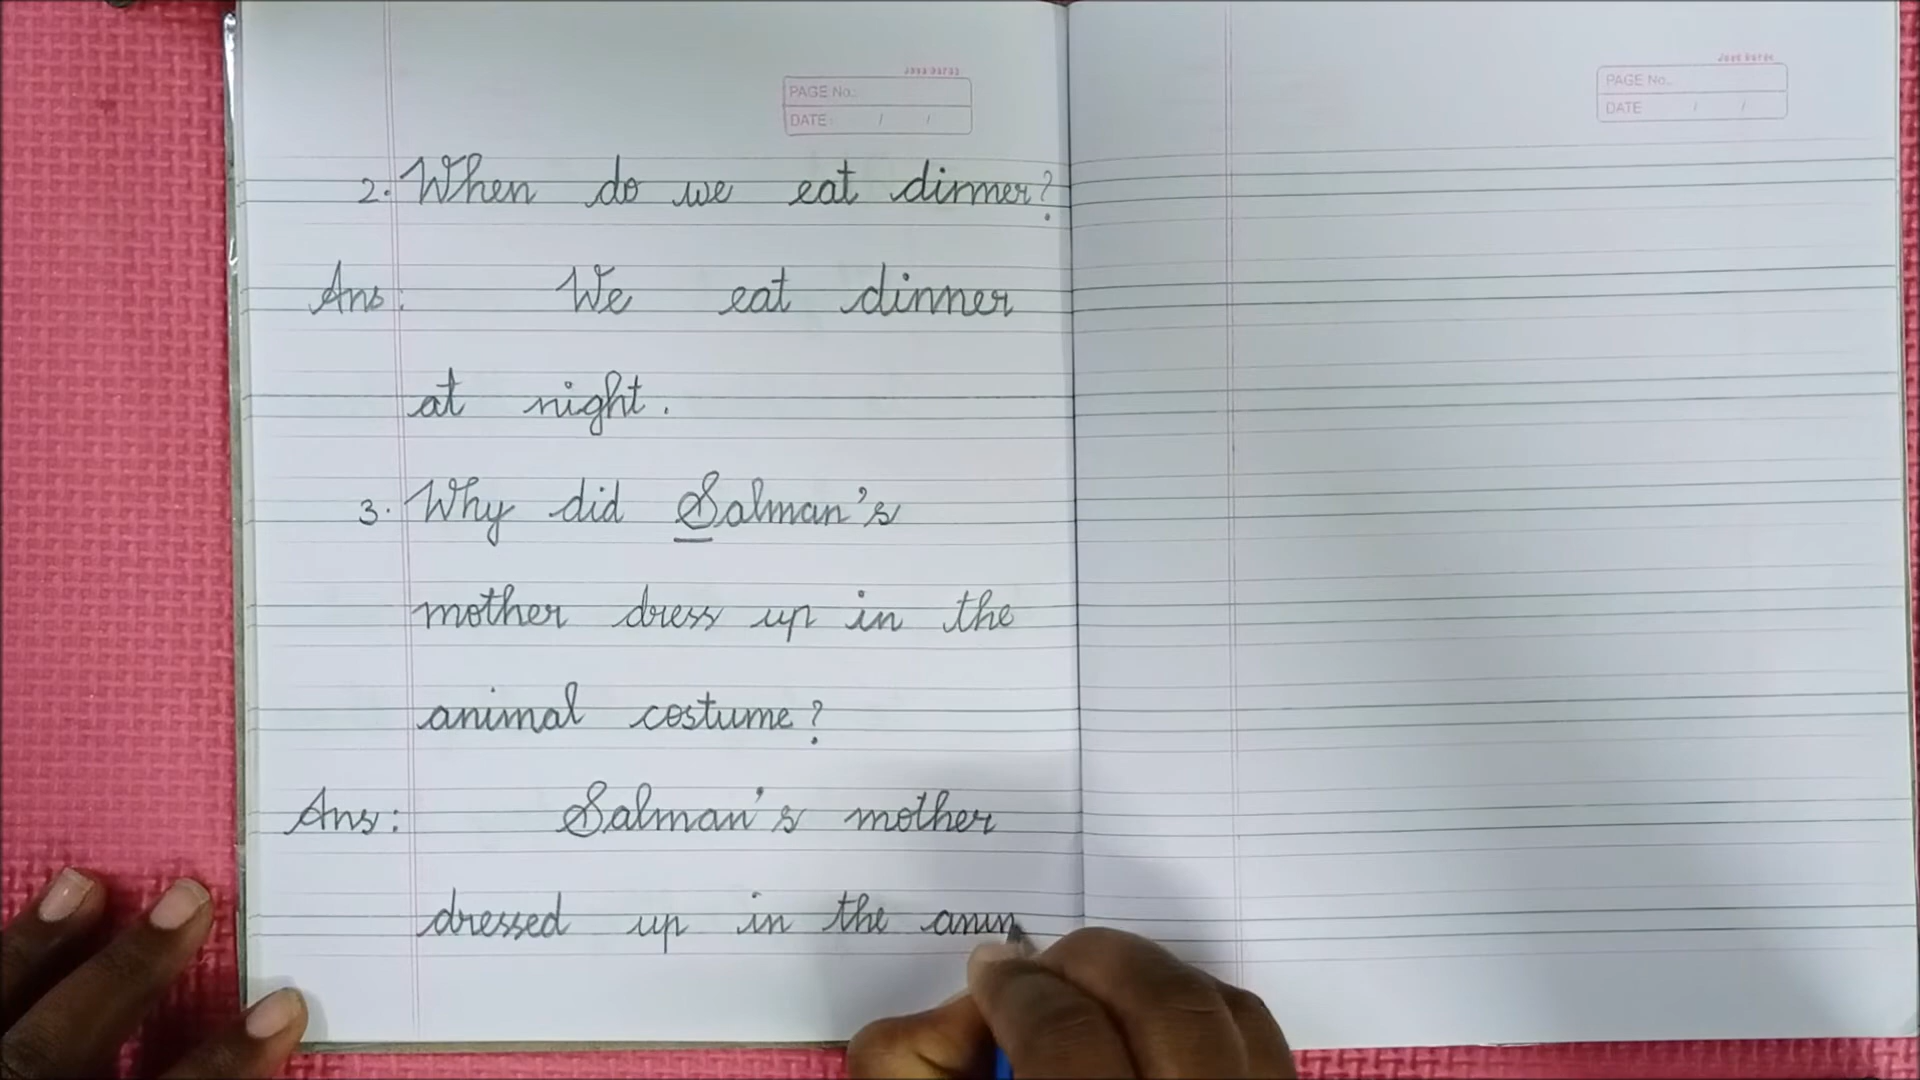 PAGE No.:
DATE: / /
2. When do we eat dinner?
Ans: We eat dinner
at night.
3. Why did Salman's
mother dress up in the
animal costume?
Ans: Salman's mother
dressed up in the anim
PAGE No.:
DATE / /